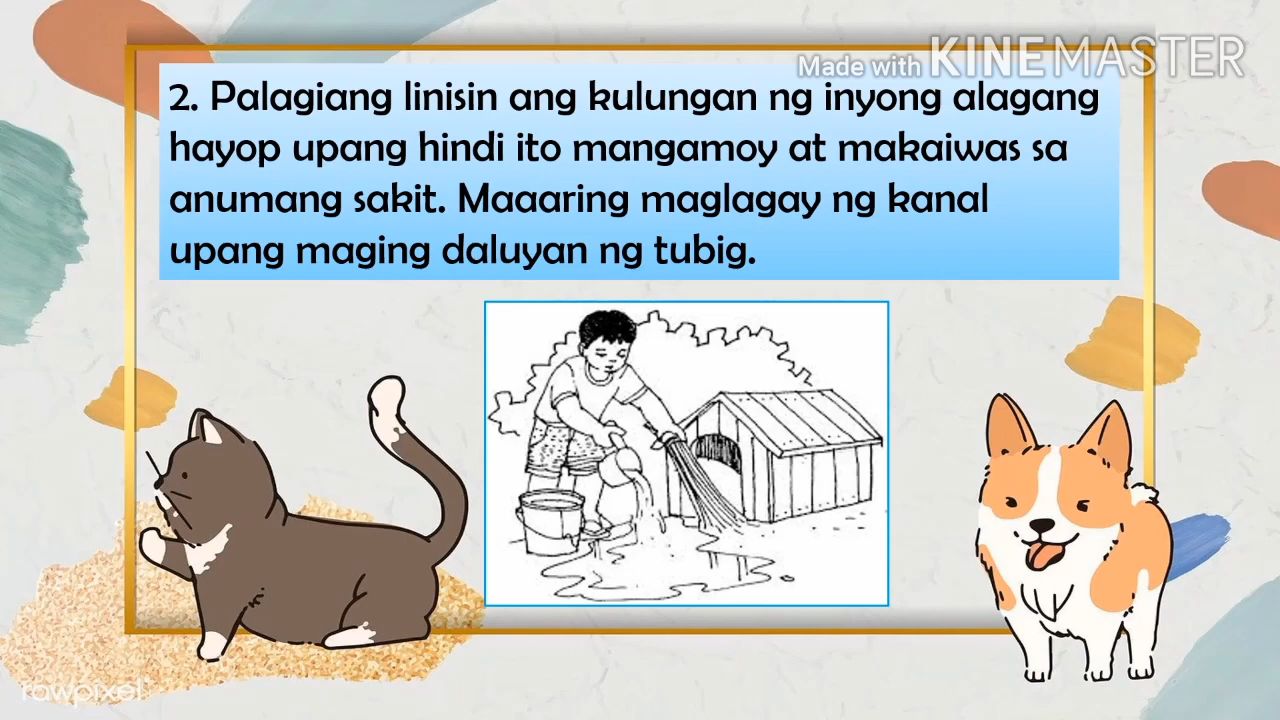 Made with KINEMASTER
2. Palagiang linisin ang kulungan ng inyong alagang
hayop upang hindi ito mangamoy at makaiwas sa
anumang sakit. Maaaring maglagay ng kanal
upang maging daluyan ng tubig.
rawpixel